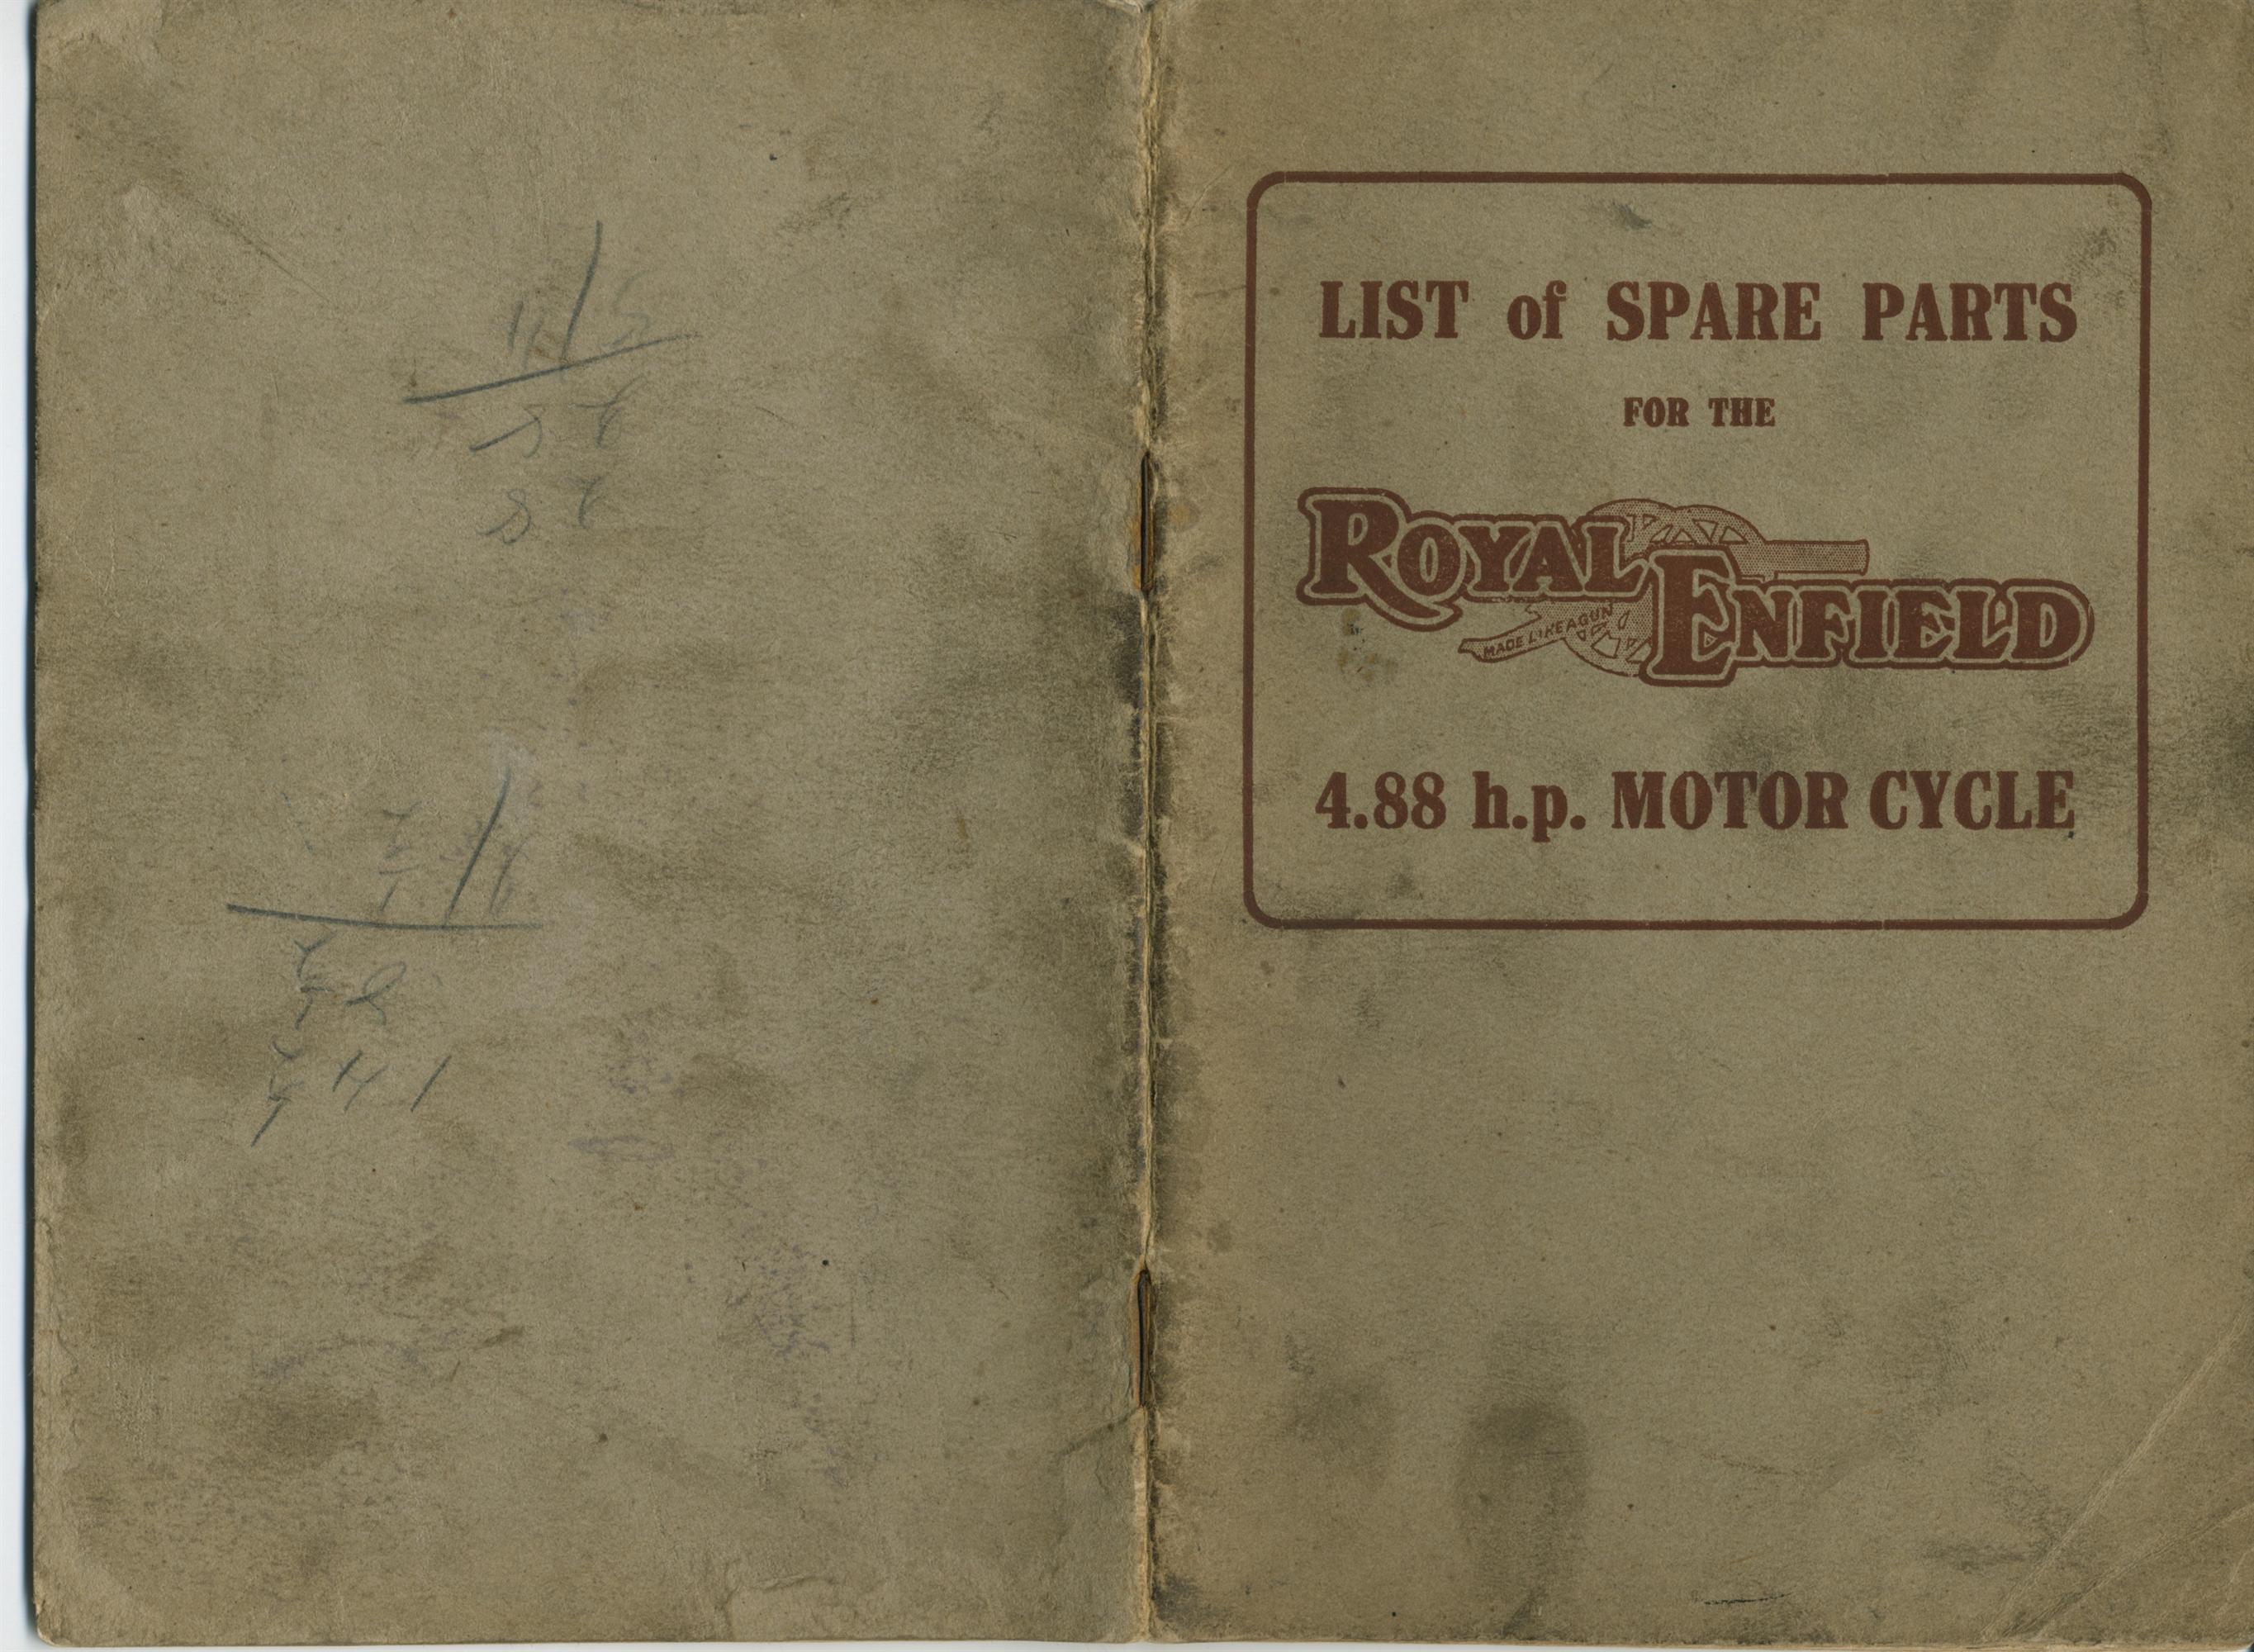 LIST of SPARE PARTS
FOR THE
ROYAL ENFIELD
MADE LIKE A GUN
4.88 h.p. MOTOR CYCLE